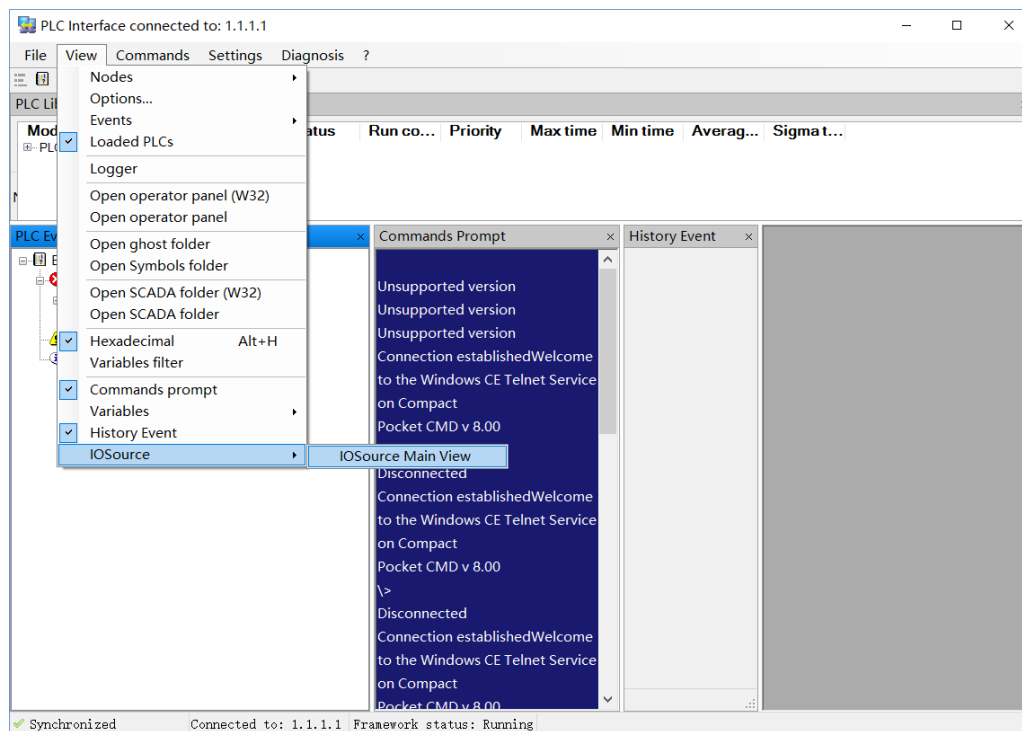 PLC Interface connected to: 1.1.1.1
File View Commands Settings Diagnosis ?
PLC
Run co... Priority Max time Min time Averag... Sigma t...
Nodes
Options...
Events
Loaded PLCs
Logger
Open operator panel (W32)
Open operator panel
Open ghost folder
Open Symbols folder
Open SCADA folder (W32)
Open SCADA folder
Hexadecimal Alt+H
Variables filter
Commands prompt
Variables
History Event
IOSource
IOSource Main View
PLC
Commands Prompt
Unsupported version
Unsupported version
Unsupported version
Connection establishedWelcome
to the Windows CE Telnet Service
on Compact
Pocket CMD v 8.00
Disconnected
Connection establishedWelcome
to the Windows CE Telnet Service
on Compact
Pocket CMD v 8.00
\>
Disconnected
Connection establishedWelcome
to the Windows CE Telnet Service
on Compact
Pocket CMD v 8.00
History Event
Synchronized Connected to: 1.1.1.1 Framework status: Running